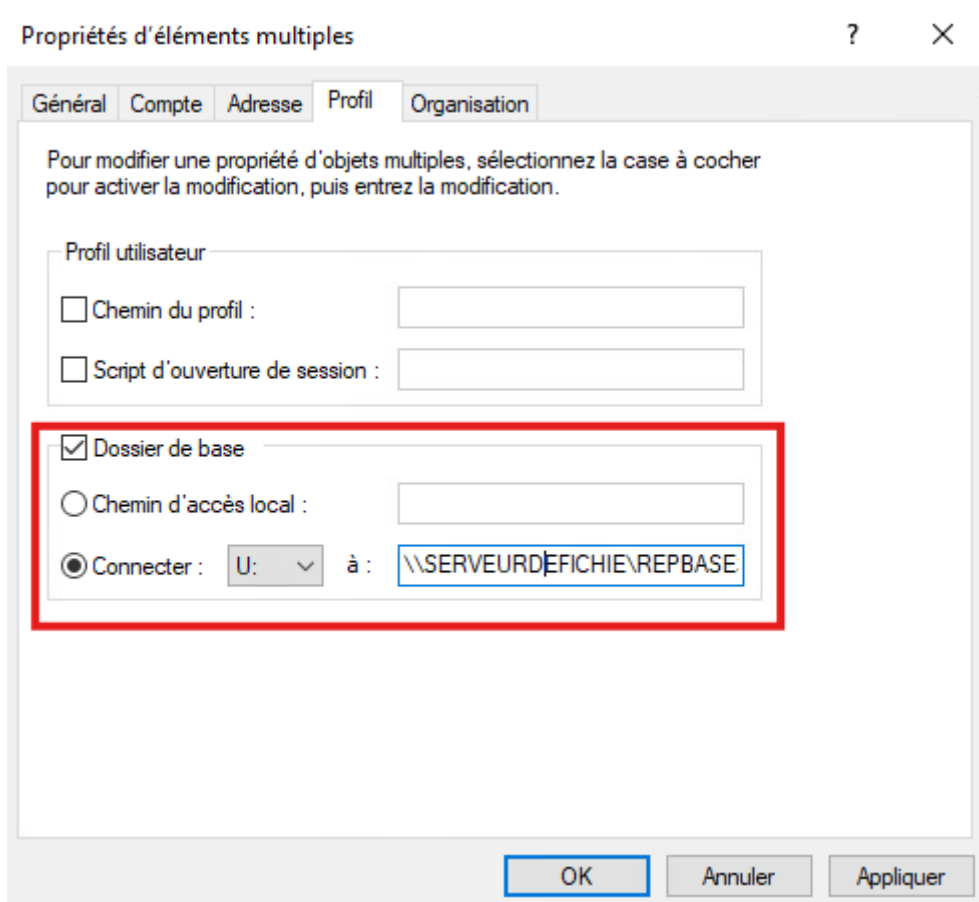 Propriétés d'éléments multiples ?
Général Compte Adresse Profil Organisation
Pour modifier une propriété d'objets multiples, sélectionnez la case à cocher
pour activer la modification, puis entrez la modification.
Profil utilisateur
Chemin du profil :
Script d'ouverture de session :
Dossier de base
Chemin d'accès local :
Connecter : U: à : \\SERVEURDEFICHIE\REPBASE
OK Annuler Appliquer